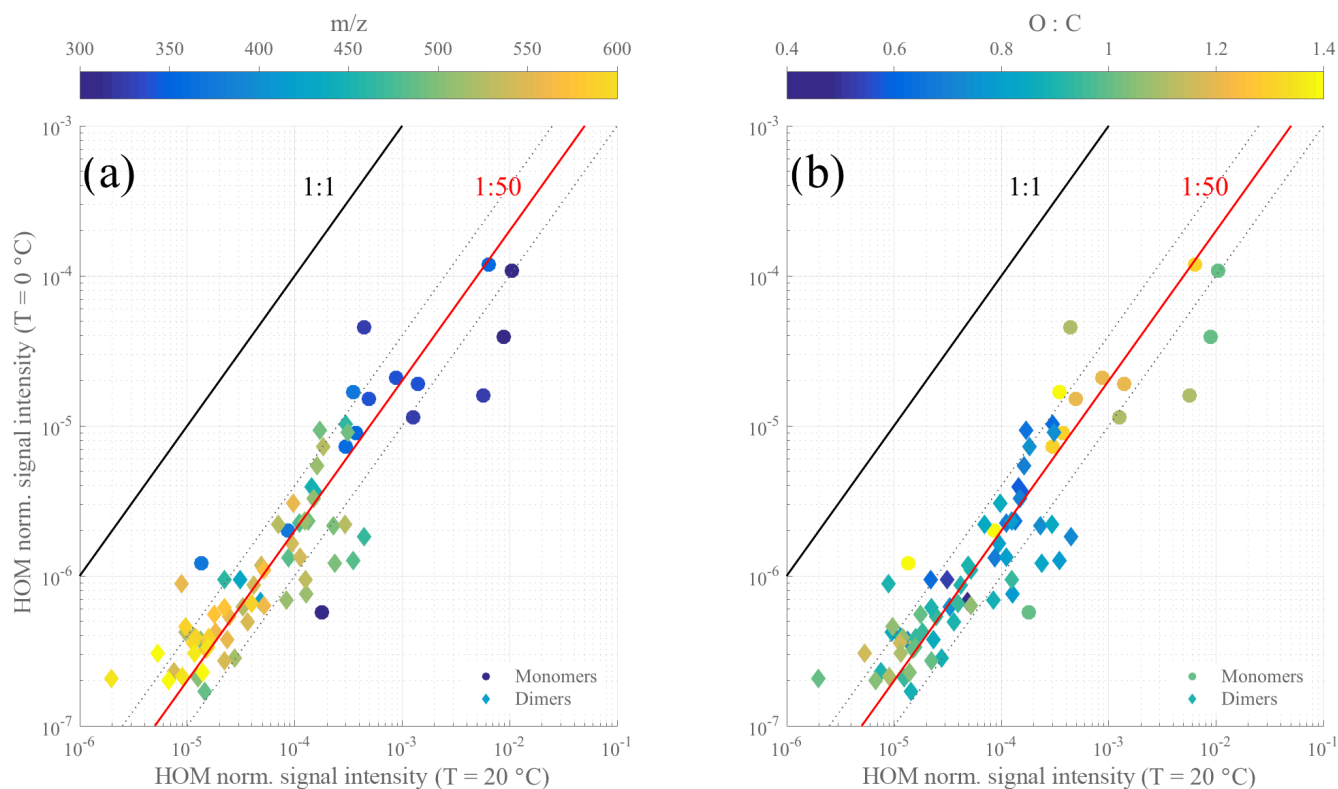 m/z
300 350 400 450 500 550 600
(a)
1:1
1:50
10^-3
10^-4
10^-5
10^-6
10^-7
HOM norm. signal intensity (T = 0 °C)
Monomers
Dimers
10^-6 10^-5 10^-4 10^-3 10^-2 10^-1
HOM norm. signal intensity (T = 20 °C)
O : C
0.4 0.6 0.8 1 1.2 1.4
(b)
1:1
1:50
10^-3
10^-4
10^-5
10^-6
10^-7
Monomers
Dimers
10^-6 10^-5 10^-4 10^-3 10^-2 10^-1
HOM norm. signal intensity (T = 20 °C)